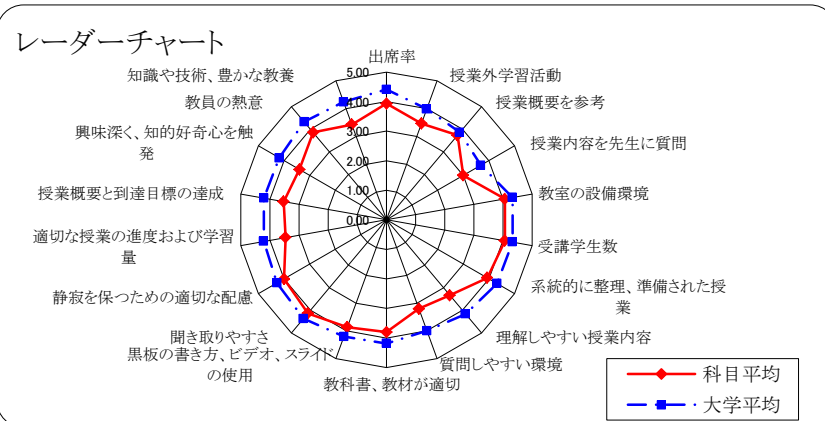 レーダーチャート
出席率
授業外学習活動
授業概要を参考
授業内容を先生に質問
教室の設備環境
受講学生数
系統的に整理、準備された授
業
理解しやすい授業内容
質問しやすい環境
教科書、教材が適切
黒板の書き方、ビデオ、スライド
の使用
聞き取りやすさ
静寂を保つための適切な配慮
適切な授業の進度および学習
量
授業概要と到達目標の達成
興味深く、知的好奇心を触
発
教員の熱意
知識や技術、豊かな教養
5.00
4.00
3.00
2.00
1.00
0.00
科目平均
大学平均